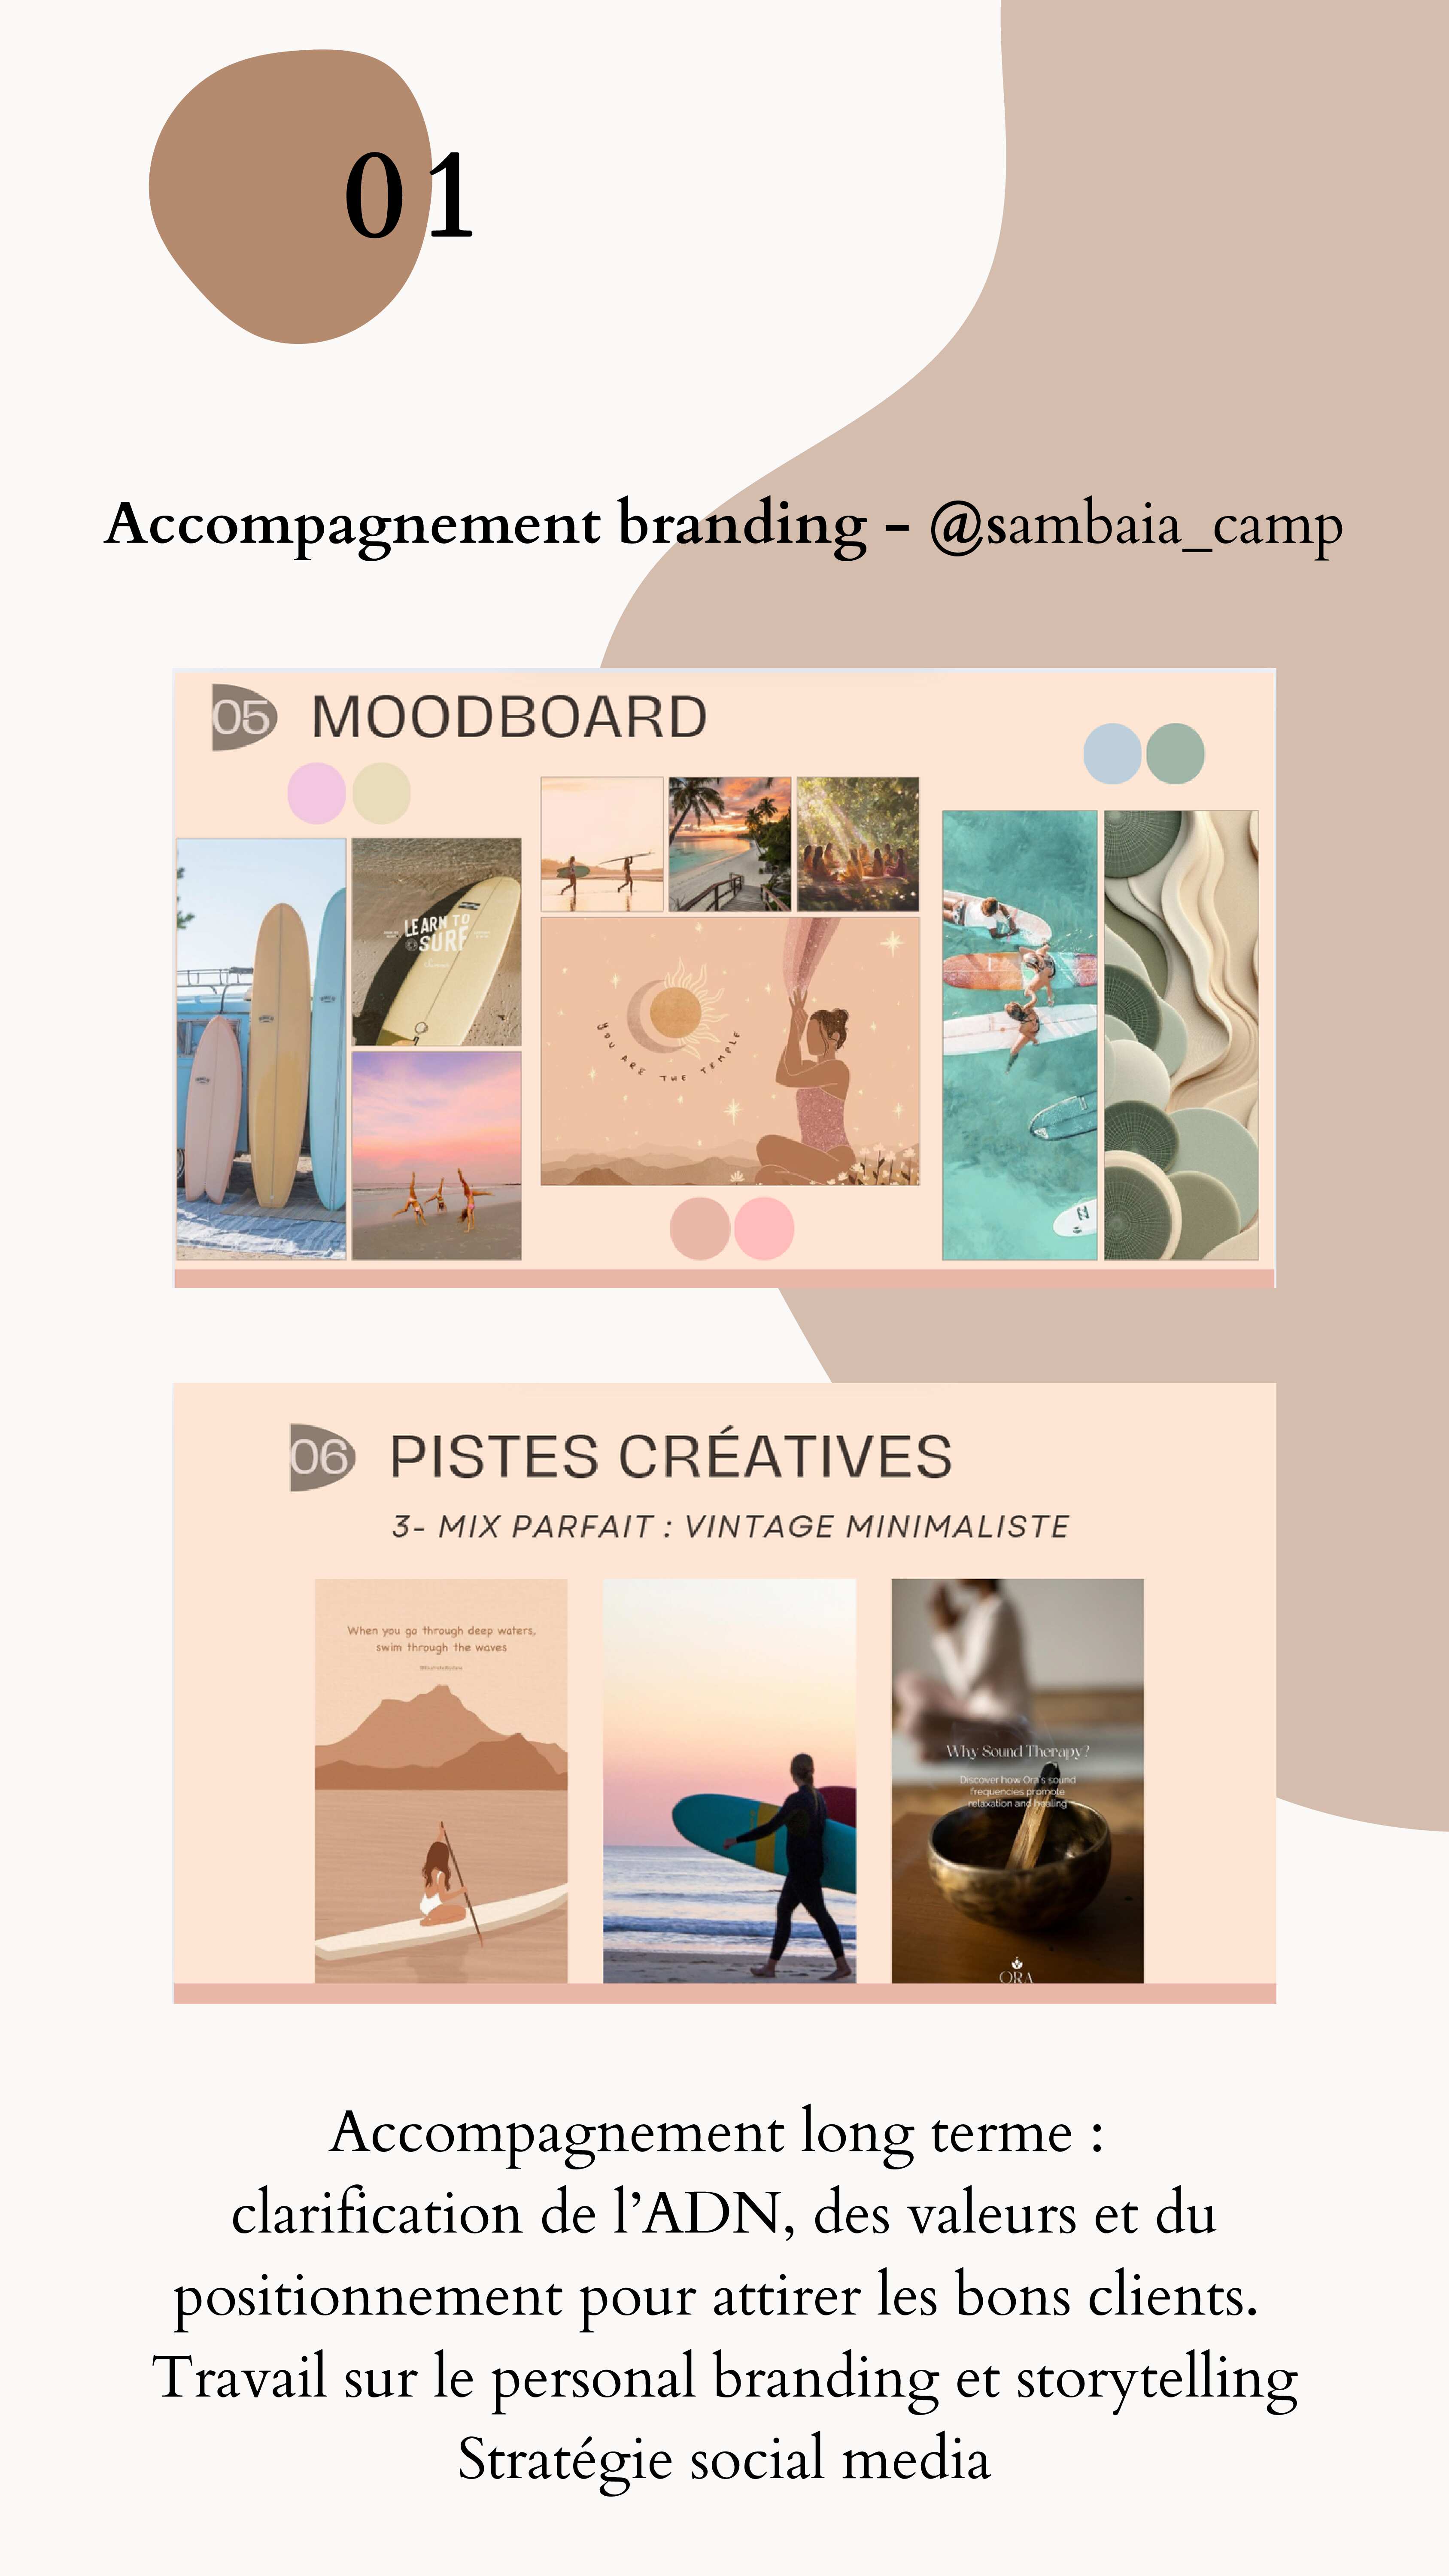 01
Accompagnement branding - @sambaia_camp
05 MOODBOARD
LEARN TO
SURF
YOU ARE THE TEMPLE
06 PISTES CRÉATIVES
3- MIX PARFAIT : VINTAGE MINIMALISTE
When you go through deep waters,
swim through the waves
Why Sound Therapy?
Discover how Ora's sound
frequencies promote
relaxation and healing
ORA
Accompagnement long terme :
clarification de l’ADN, des valeurs et du
positionnement pour attirer les bons clients.
Travail sur le personal branding et storytelling
Stratégie social media